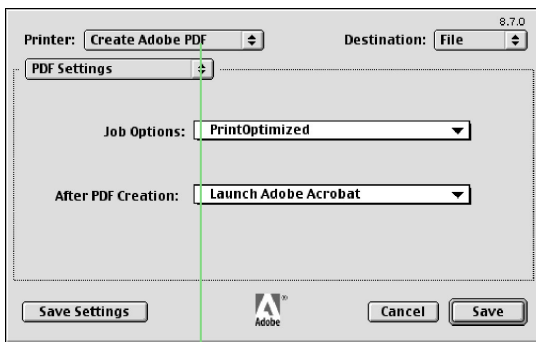 8.7.0
Printer: Create Adobe PDF Destination: File
PDF Settings
Job Options: PrintOptimized
After PDF Creation: Launch Adobe Acrobat
Save Settings Adobe® Cancel Save